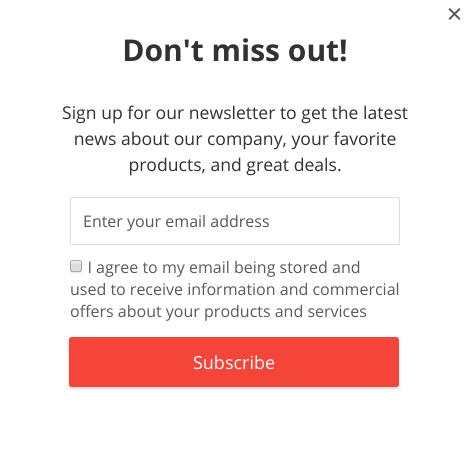 ×
Don't miss out!
Sign up for our newsletter to get the latest
news about our company, your favorite
products, and great deals.
Enter your email address
I agree to my email being stored and
used to receive information and commercial
offers about your products and services
Subscribe